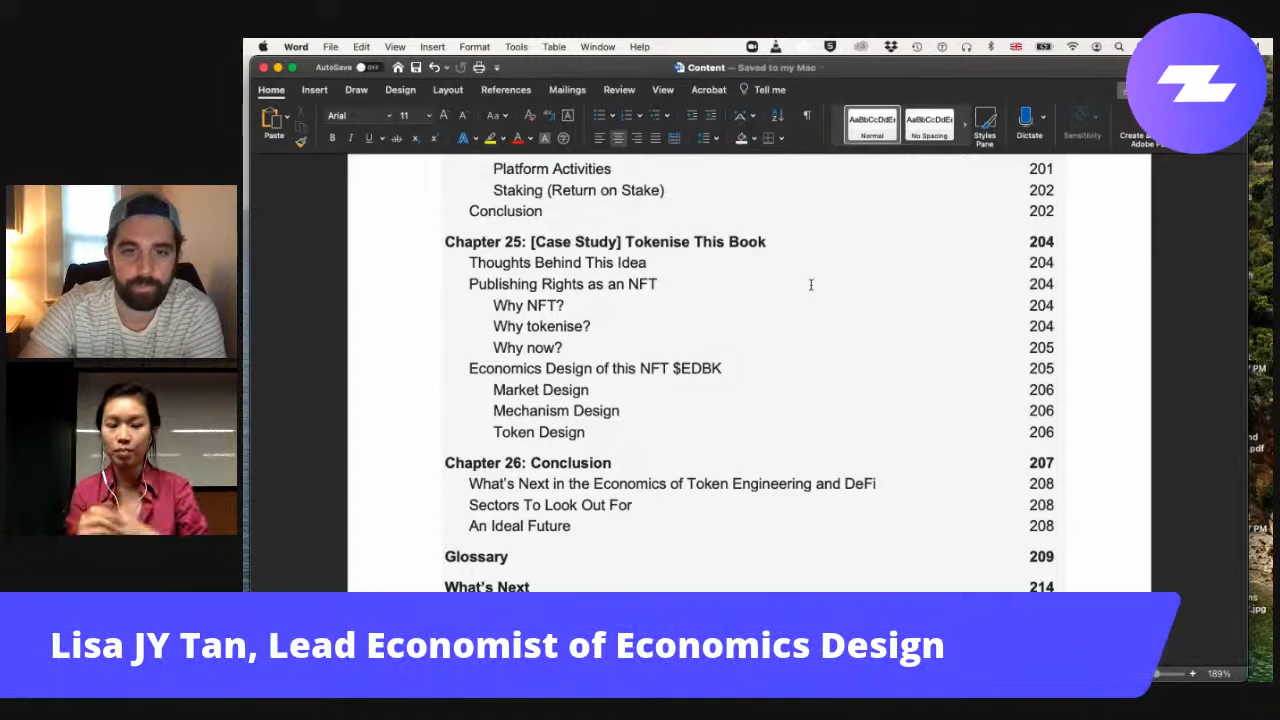 Word File Edit View Insert Format Tools Table Window Help
AutoSave OFF Content — Saved to my Mac
Home Insert Draw Design Layout References Mailings Review View Acrobat Tell me
Paste Arial 11 AaBbCcDdEe Normal AaBbCcDdEe No Spacing Styles Pane Dictate Sensitivity
Platform Activities 201
Staking (Return on Stake) 202
Conclusion 202
Chapter 25: [Case Study] Tokenise This Book 204
Thoughts Behind This Idea 204
Publishing Rights as an NFT 204
Why NFT? 204
Why tokenise? 204
Why now? 205
Economics Design of this NFT $EDBK 205
Market Design 206
Mechanism Design 206
Token Design 206
Chapter 26: Conclusion 207
What's Next in the Economics of Token Engineering and DeFi 208
Sectors To Look Out For 208
An Ideal Future 208
Glossary 209
What's Next 214
Lisa JY Tan, Lead Economist of Economics Design
189%